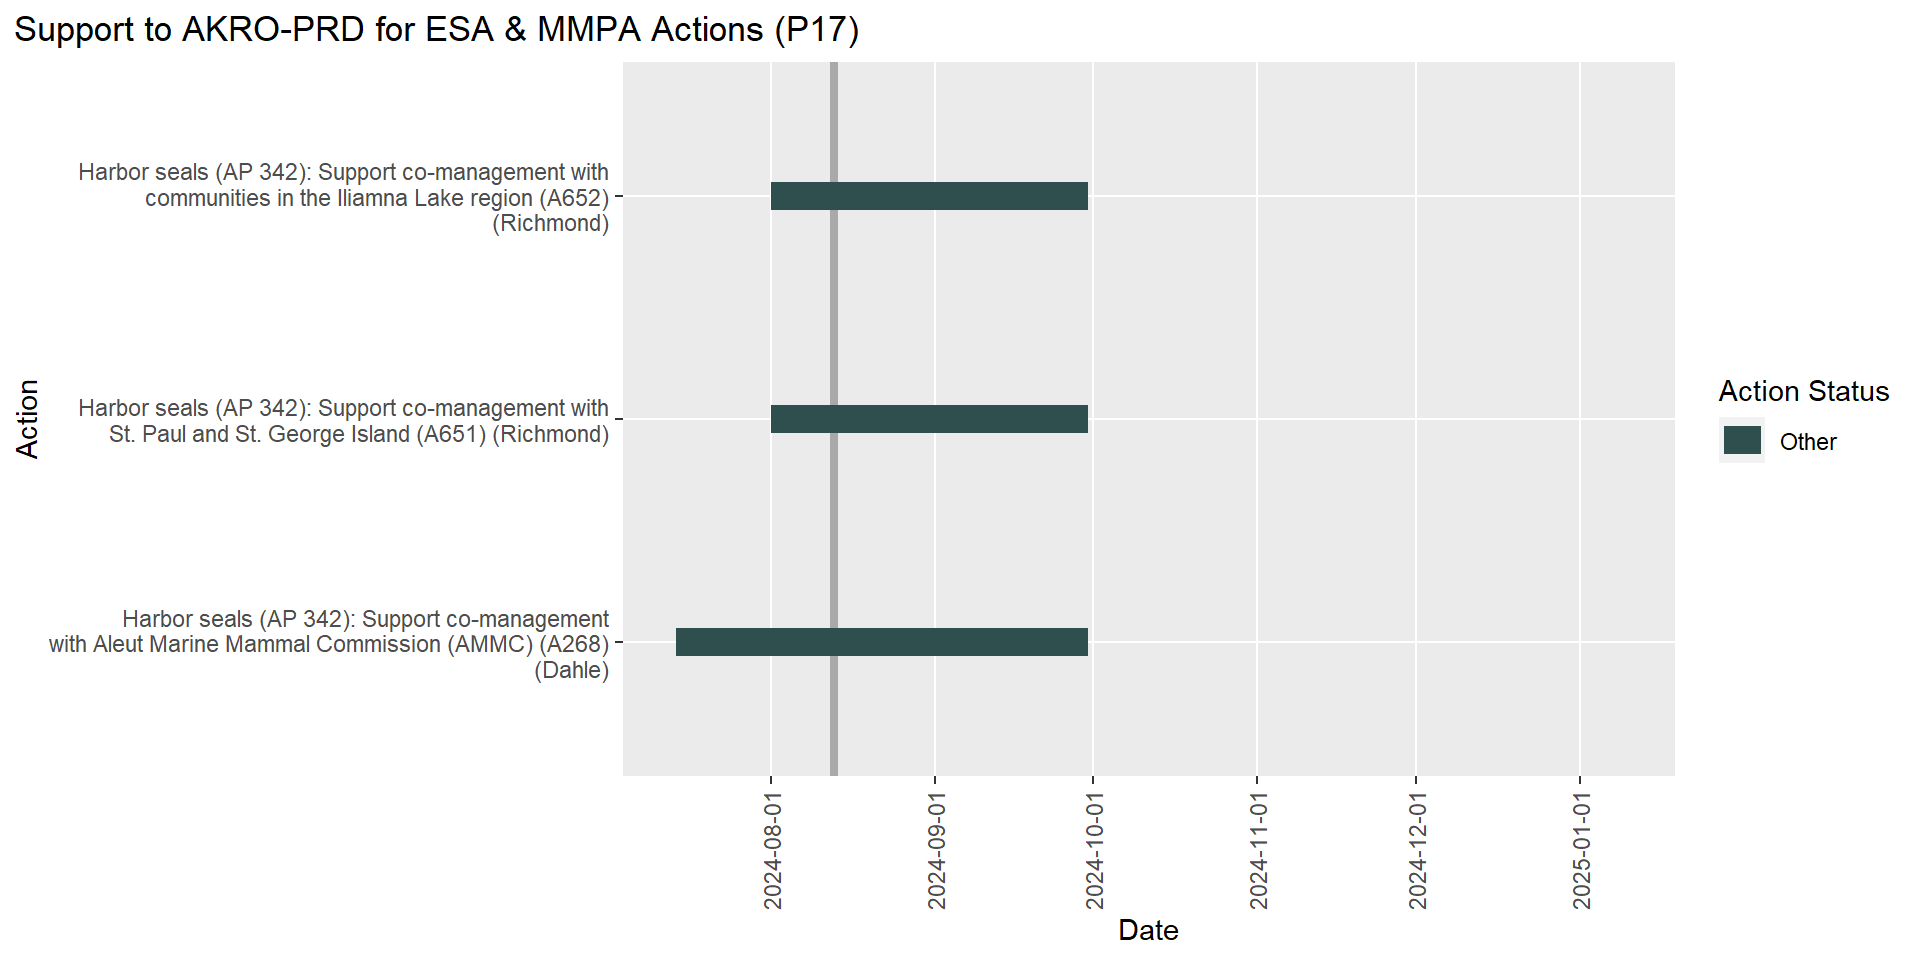 Support to AKRO-PRD for ESA & MMPA Actions (P17)
Harbor seals (AP 342): Support co-management with
communities in the Iliamna Lake region (A652)
(Richmond)
Harbor seals (AP 342): Support co-management with
St. Paul and St. George Island (A651) (Richmond)
Harbor seals (AP 342): Support co-management
with Aleut Marine Mammal Commission (AMMC) (A268)
(Dahle)
Action
2024-08-01
2024-09-01
2024-10-01
2024-11-01
2024-12-01
2025-01-01
Date
Action Status
Other